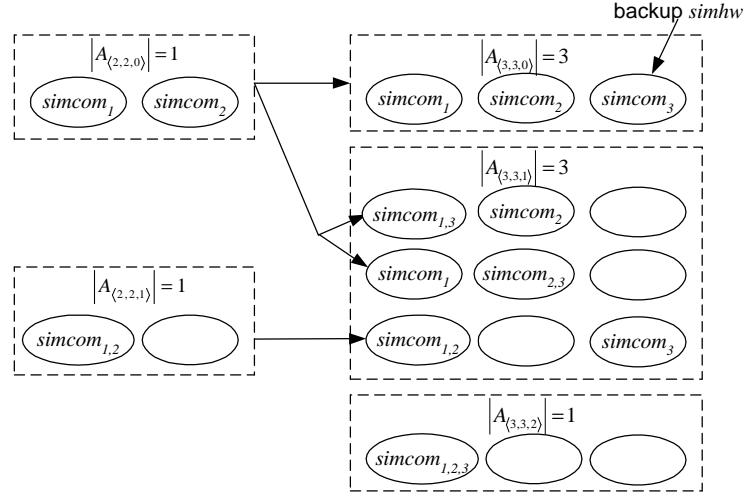 backup simhw
|A⟨2,2,0⟩| = 1
simcom1 simcom2
|A⟨3,3,0⟩| = 3
simcom1 simcom2 simcom3
|A⟨3,3,1⟩| = 3
simcom1,3 simcom2
simcom1 simcom2,3
simcom1,2 simcom3
|A⟨2,2,1⟩| = 1
simcom1,2
|A⟨3,3,2⟩| = 1
simcom1,2,3